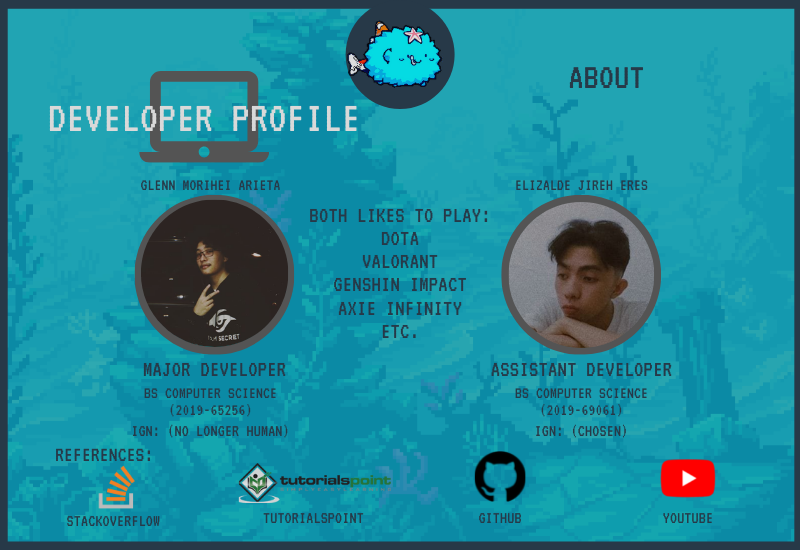 ABOUT
DEVELOPER PROFILE
GLENN MORIHEI ARIETA
ELIZALDE JIREH ERES
BOTH LIKES TO PLAY:
DOTA
VALORANT
GENSHIN IMPACT
AXIE INFINITY
ETC.
SECRET
MAJOR DEVELOPER
BS COMPUTER SCIENCE
(2019-65256)
IGN: (NO LONGER HUMAN)
ASSISTANT DEVELOPER
BS COMPUTER SCIENCE
(2019-69061)
IGN: (CHOSEN)
REFERENCES:
tutorialspoint
STACKOVERFLOW
TUTORIALSPOINT
GITHUB
YOUTUBE